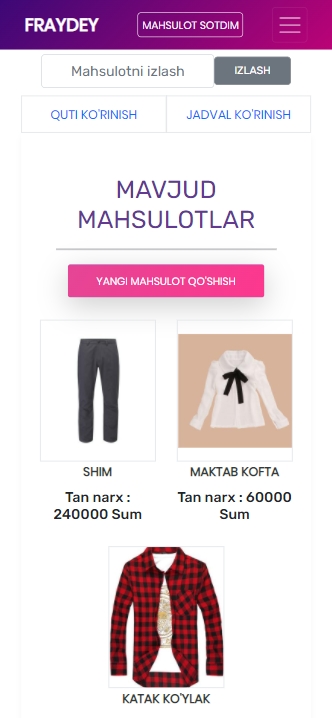 FRAYDEY
MAHSULOT SOTDIM
Mahsulotni izlash
IZLASH
QUTI KO'RINISH
JADVAL KO'RINISH
MAVJUD
MAHSULOTLAR
YANGI MAHSULOT QO'SHISH
SHIM
Tan narx :
240000 Sum
MAKTAB KOFTA
Tan narx : 60000
Sum
KATAK KO'YLAK